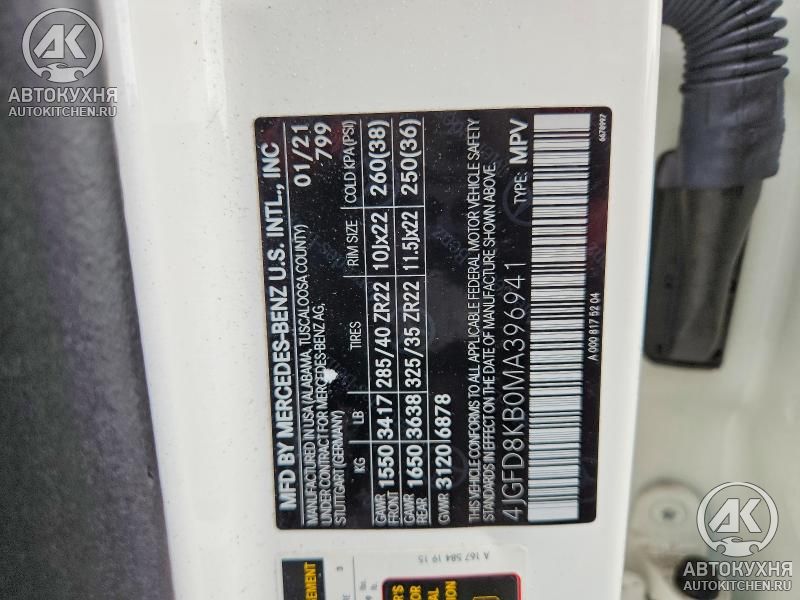 АВТОКУХНЯ
AUTOKITCHEN.RU
MFD BY MERCEDES-BENZ U.S. INTL., INC
MANUFACTURED IN USA (ALABAMA, TUSCALOOSA COUNTY)
UNDER CONTRACT FOR MERCEDES-BENZ AG,
STUTTGART (GERMANY)
01/21
799
KG LB TIRES RIM SIZE COLD KPA(PSI)
GAWR FRONT 1550 3417 285/40 ZR22 10Jx22 260(38)
GAWR REAR 1650 3638 325/35 ZR22 11.5Jx22 250(36)
GVWR 3120 6878
THIS VEHICLE CONFORMS TO ALL APPLICABLE FEDERAL MOTOR VEHICLE SAFETY
STANDARDS IN EFFECT ON THE DATE OF MANUFACTURE SHOWN ABOVE.
4JGFD8KB0MA396941 TYPE: MPV
A 000 817 52 04
6678992
A 167 584 19 15
АВТОКУХНЯ
AUTOKITCHEN.RU